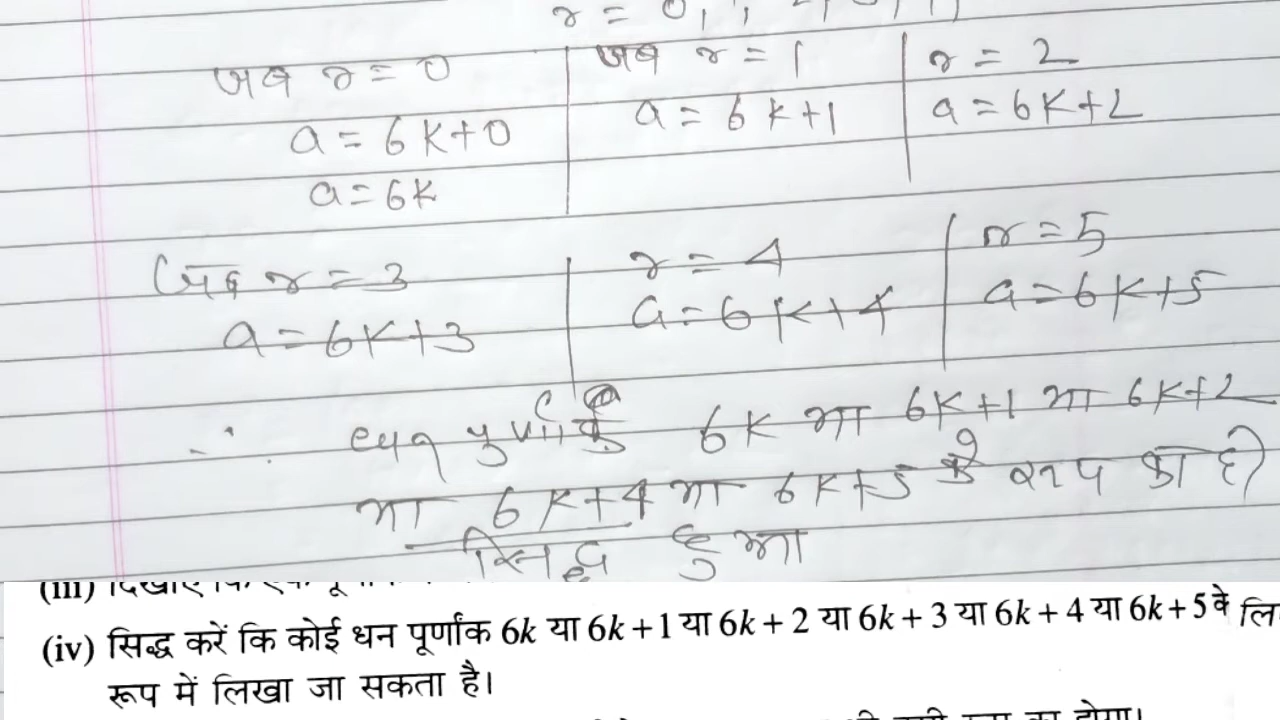 जब r = 0
जब r = 1
r = 2
a = 6k+0
a = 6k+1
a = 6k+2
a = 6k
जब r = 3
r = 4
r = 5
a = 6k+3
a = 6k+4
a = 6k+5
∴ धन पुर्णांक 6k या 6k+1 या 6k+2
या 6k+4 या 6k+5 के रूप का है
सिद्ध हुआ
(iv) सिद्ध करें कि कोई धन पूर्णांक 6k या 6k + 1 या 6k + 2 या 6k + 3 या 6k + 4 या 6k + 5 के
रूप में लिखा जा सकता है।